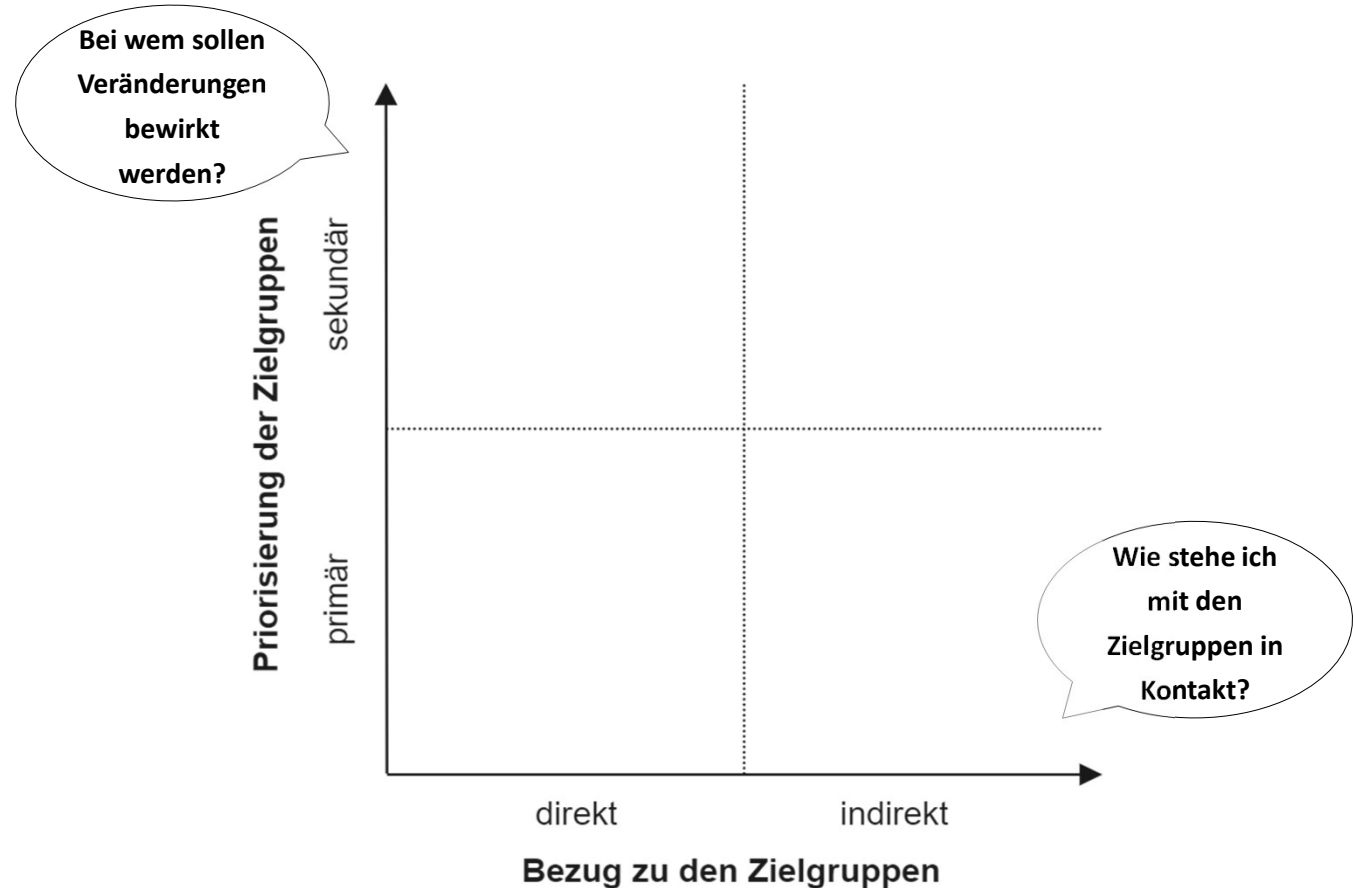 Bei wem sollen
Veränderungen
bewirkt
werden?
Priorisierung der Zielgruppen
sekundär
primär
Wie stehe ich
mit den
Zielgruppen in
Kontakt?
direkt
indirekt
Bezug zu den Zielgruppen